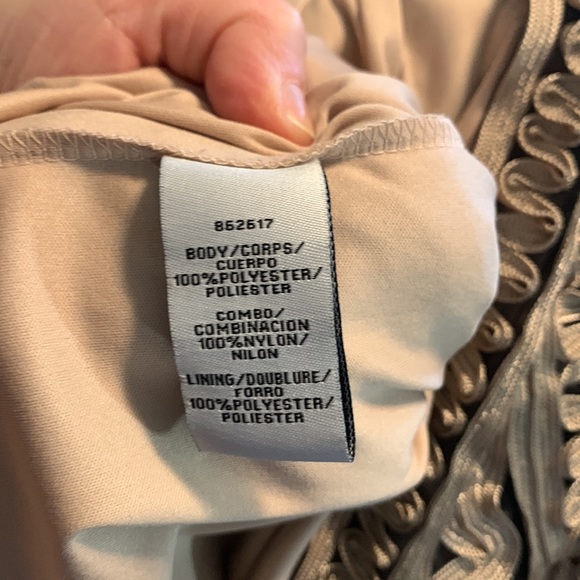 852517
BODY/CORPS/
CUERPO
100%POLYESTER/
POLIESTER
COMBO/
COMBINACION
100%NYLON/
NILON
LINING/DOUBLURE/
FORRO
100%POLYESTER/
POLIESTER